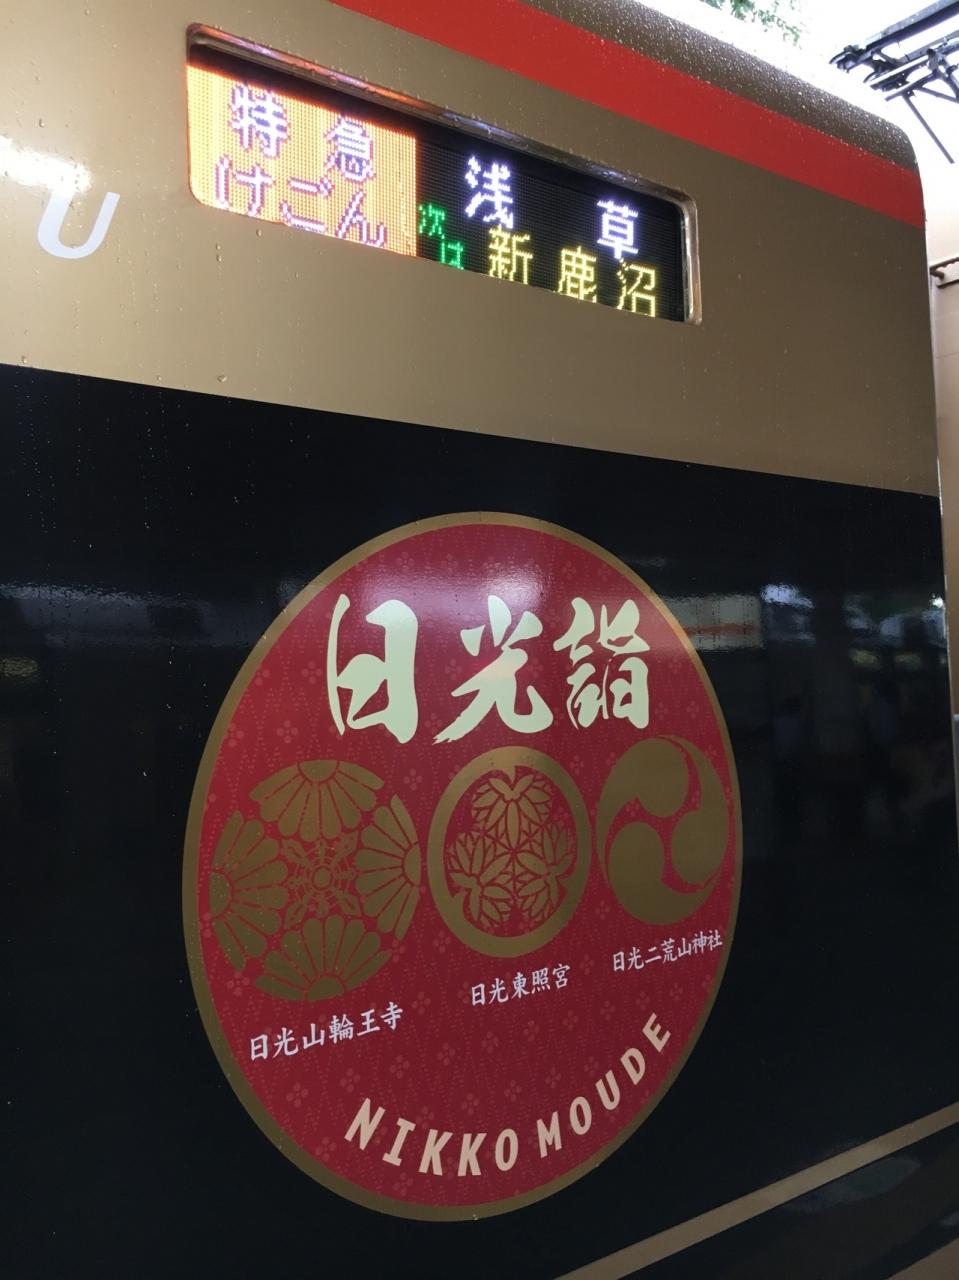 特急 浅草
けごん 次は 新鹿沼
U
日光詣
日光山輪王寺 日光東照宮 日光二荒山神社
NIKKO MOUDE